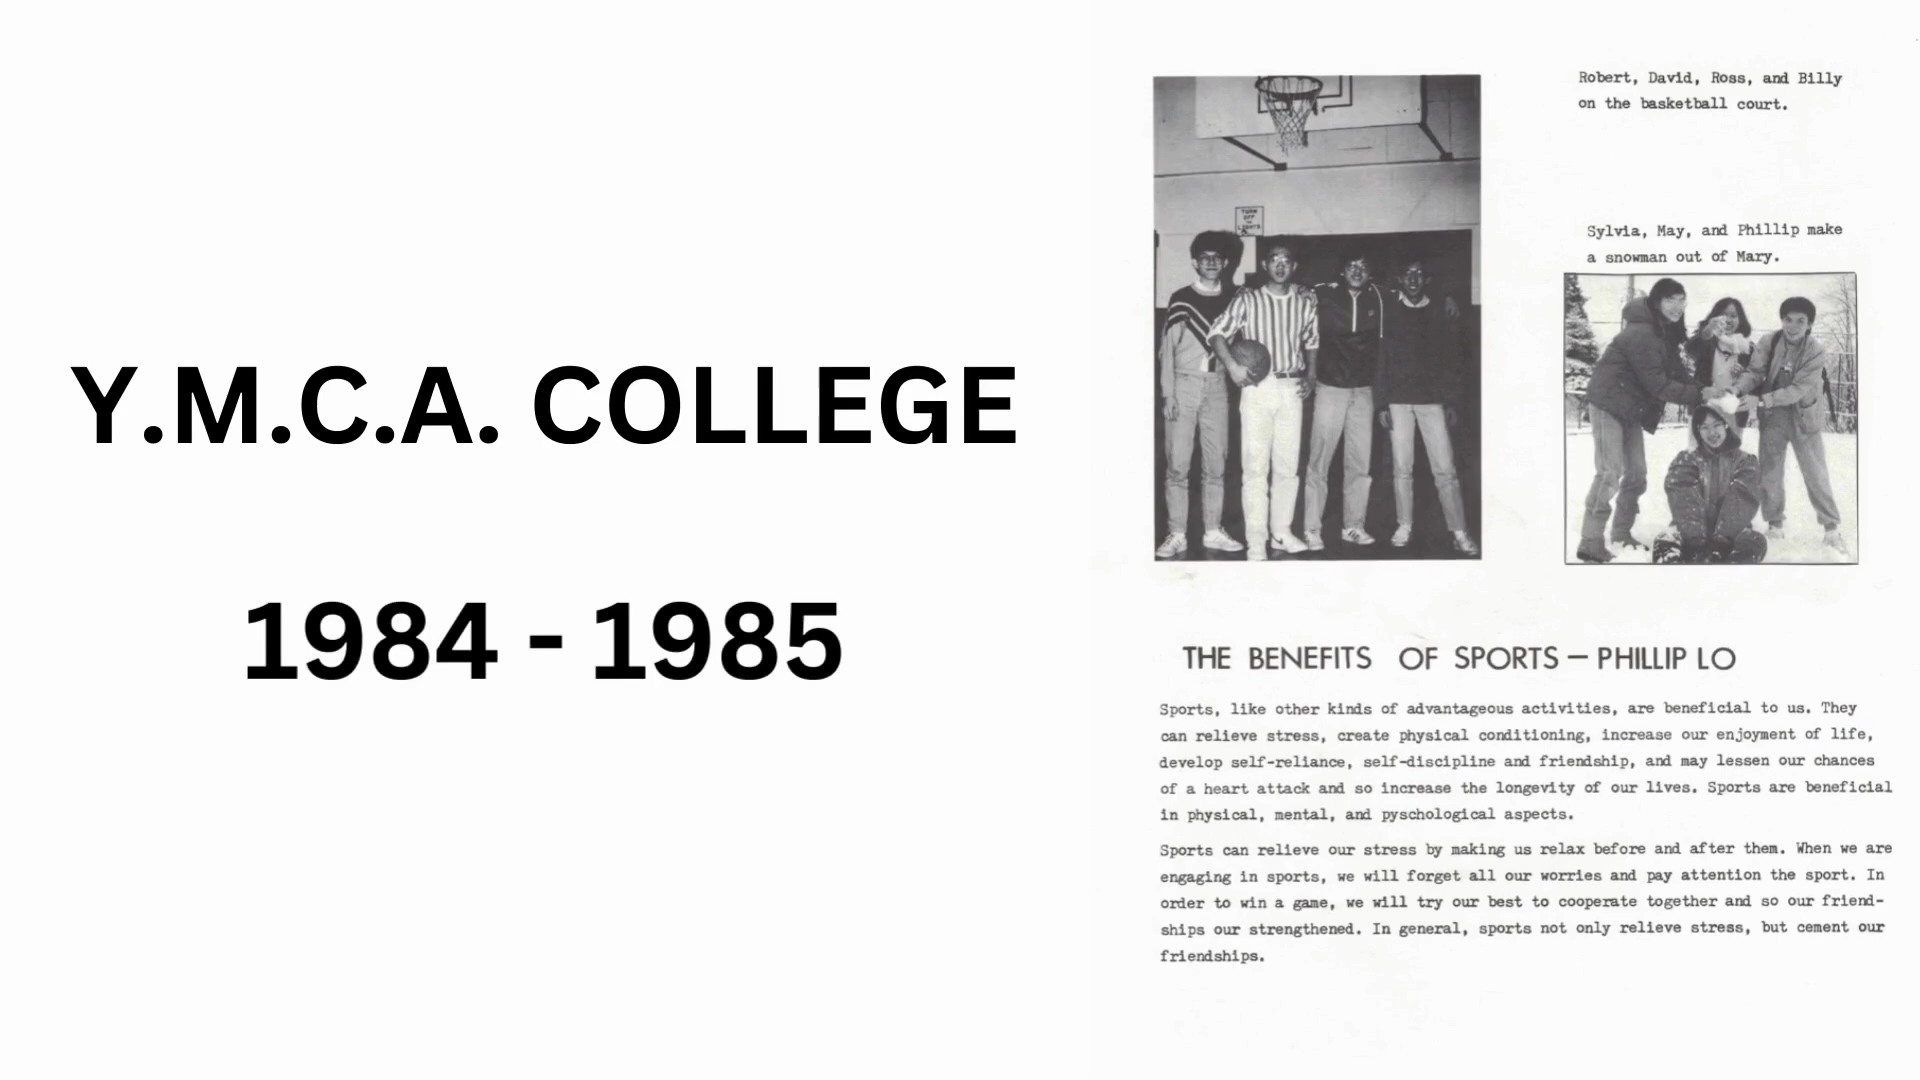 Y.M.C.A. COLLEGE
1984 - 1985
Robert, David, Ross, and Billy
on the basketball court.
TURN
OFF
LIGHTS
Sylvia, May, and Phillip make
a snowman out of Mary.
THE BENEFITS OF SPORTS — PHILLIP LO
Sports, like other kinds of advantageous activities, are beneficial to us. They
can relieve stress, create physical conditioning, increase our enjoyment of life,
develop self-reliance, self-discipline and friendship, and may lessen our chances
of a heart attack and so increase the longevity of our lives. Sports are beneficial
in physical, mental, and pyschological aspects.
Sports can relieve our stress by making us relax before and after them. When we are
engaging in sports, we will forget all our worries and pay attention the sport. In
order to win a game, we will try our best to cooperate together and so our friend-
ships our strengthened. In general, sports not only relieve stress, but cement our
friendships.